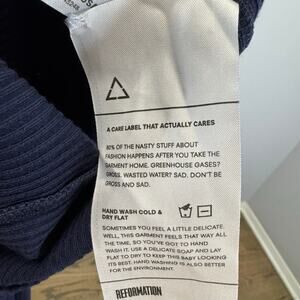 A CARE LABEL THAT ACTUALLY CARES
80% OF THE NASTY STUFF ABOUT
FASHION HAPPENS AFTER YOU TAKE THE
GARMENT HOME. GREENHOUSE GASES?
GROSS. WASTED WATER? SAD. DON'T BE
GROSS AND SAD.
HAND WASH COLD &
DRY FLAT
SOMETIMES YOU FEEL A LITTLE DELICATE.
WELL, THIS GARMENT FEELS THAT WAY ALL
THE TIME, SO YOU'VE GOT TO HAND
WASH IT. USE A DELICATE SOAP AND LAY
FLAT TO DRY TO KEEP THIS BABY LOOKING
ITS BEST. HAND WASHING IS ALSO BETTER
FOR THE ENVIRONMENT.
REFORMATION